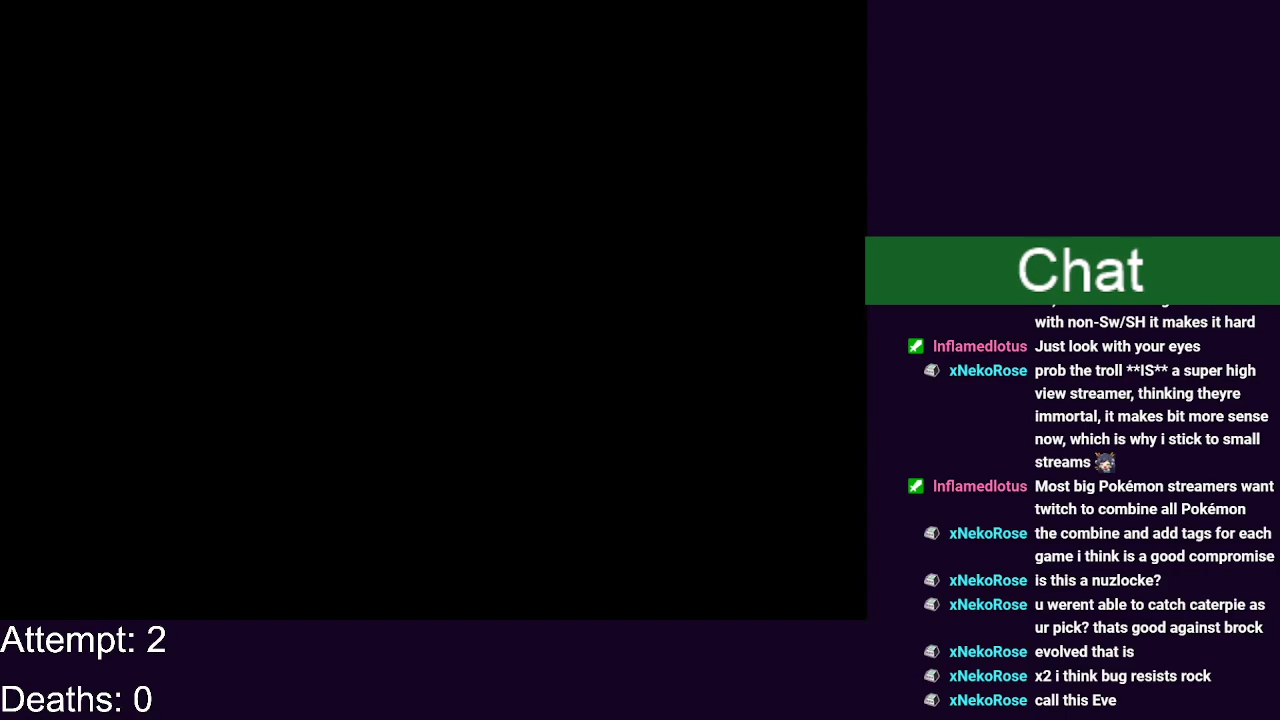 Chat
with non-Sw/SH it makes it hard
Inflamedlotus Just look with your eyes
xNekoRose prob the troll **IS** a super high
view streamer, thinking theyre
immortal, it makes bit more sense
now, which is why i stick to small
streams
Inflamedlotus Most big Pokémon streamers want
twitch to combine all Pokémon
xNekoRose the combine and add tags for each
game i think is a good compromise
xNekoRose is this a nuzlocke?
xNekoRose u werent able to catch caterpie as
ur pick? thats good against brock
xNekoRose evolved that is
xNekoRose x2 i think bug resists rock
xNekoRose call this Eve
Attempt: 2
Deaths: 0